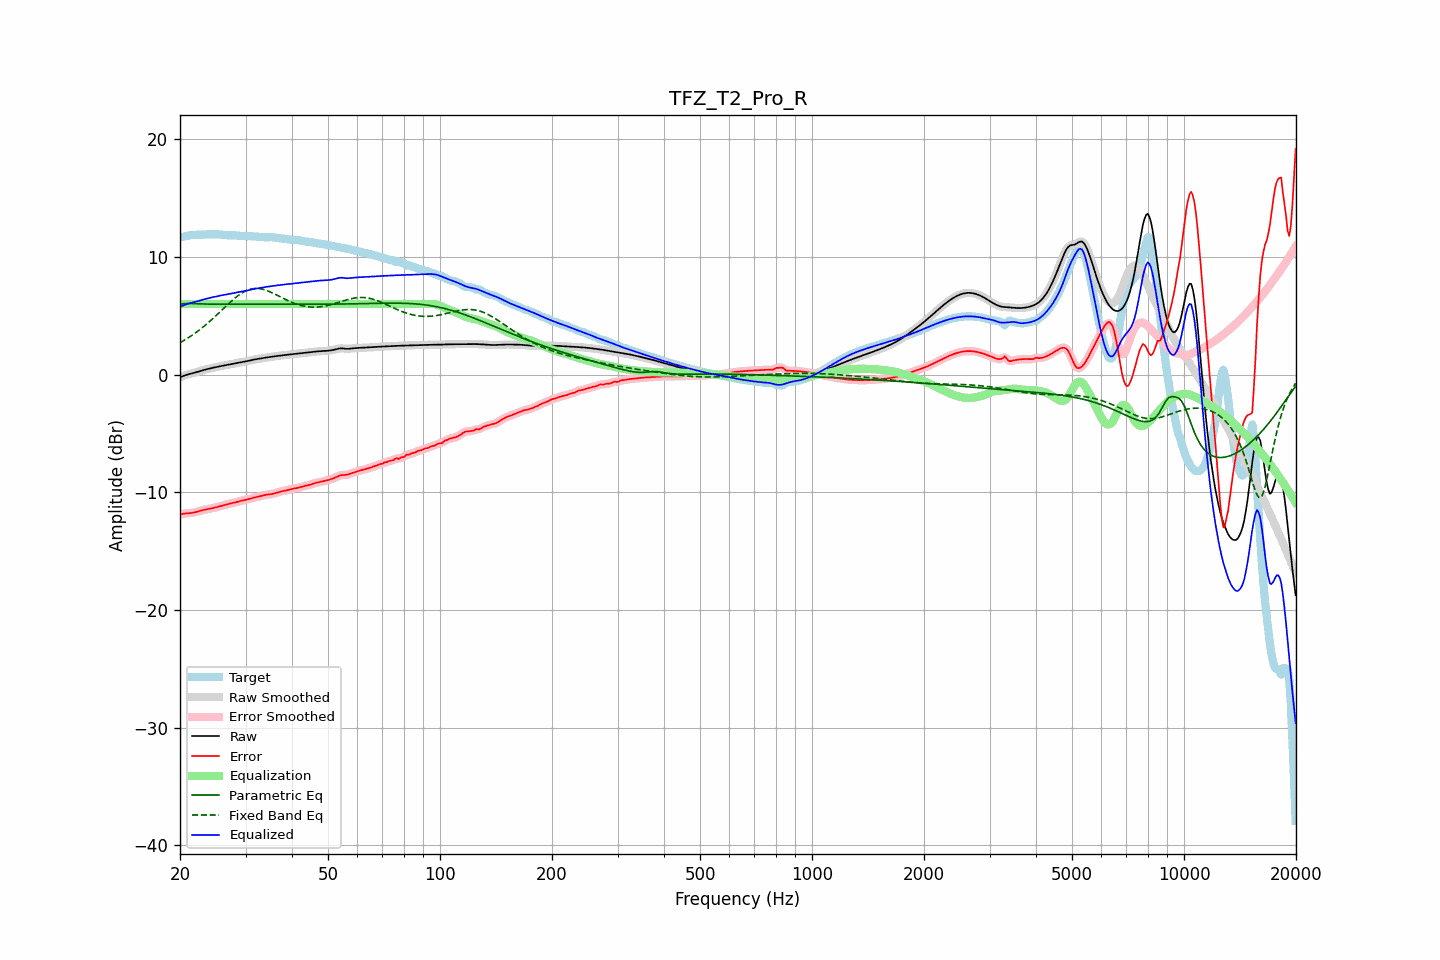 TFZ_T2_Pro_R
Amplitude (dBr)
20
10
0
−10
−20
−30
−40
Target
Raw Smoothed
Error Smoothed
Raw
Error
Equalization
Parametric Eq
Fixed Band Eq
Equalized
20 50 100 200 500 1000 2000 5000 10000 20000
Frequency (Hz)